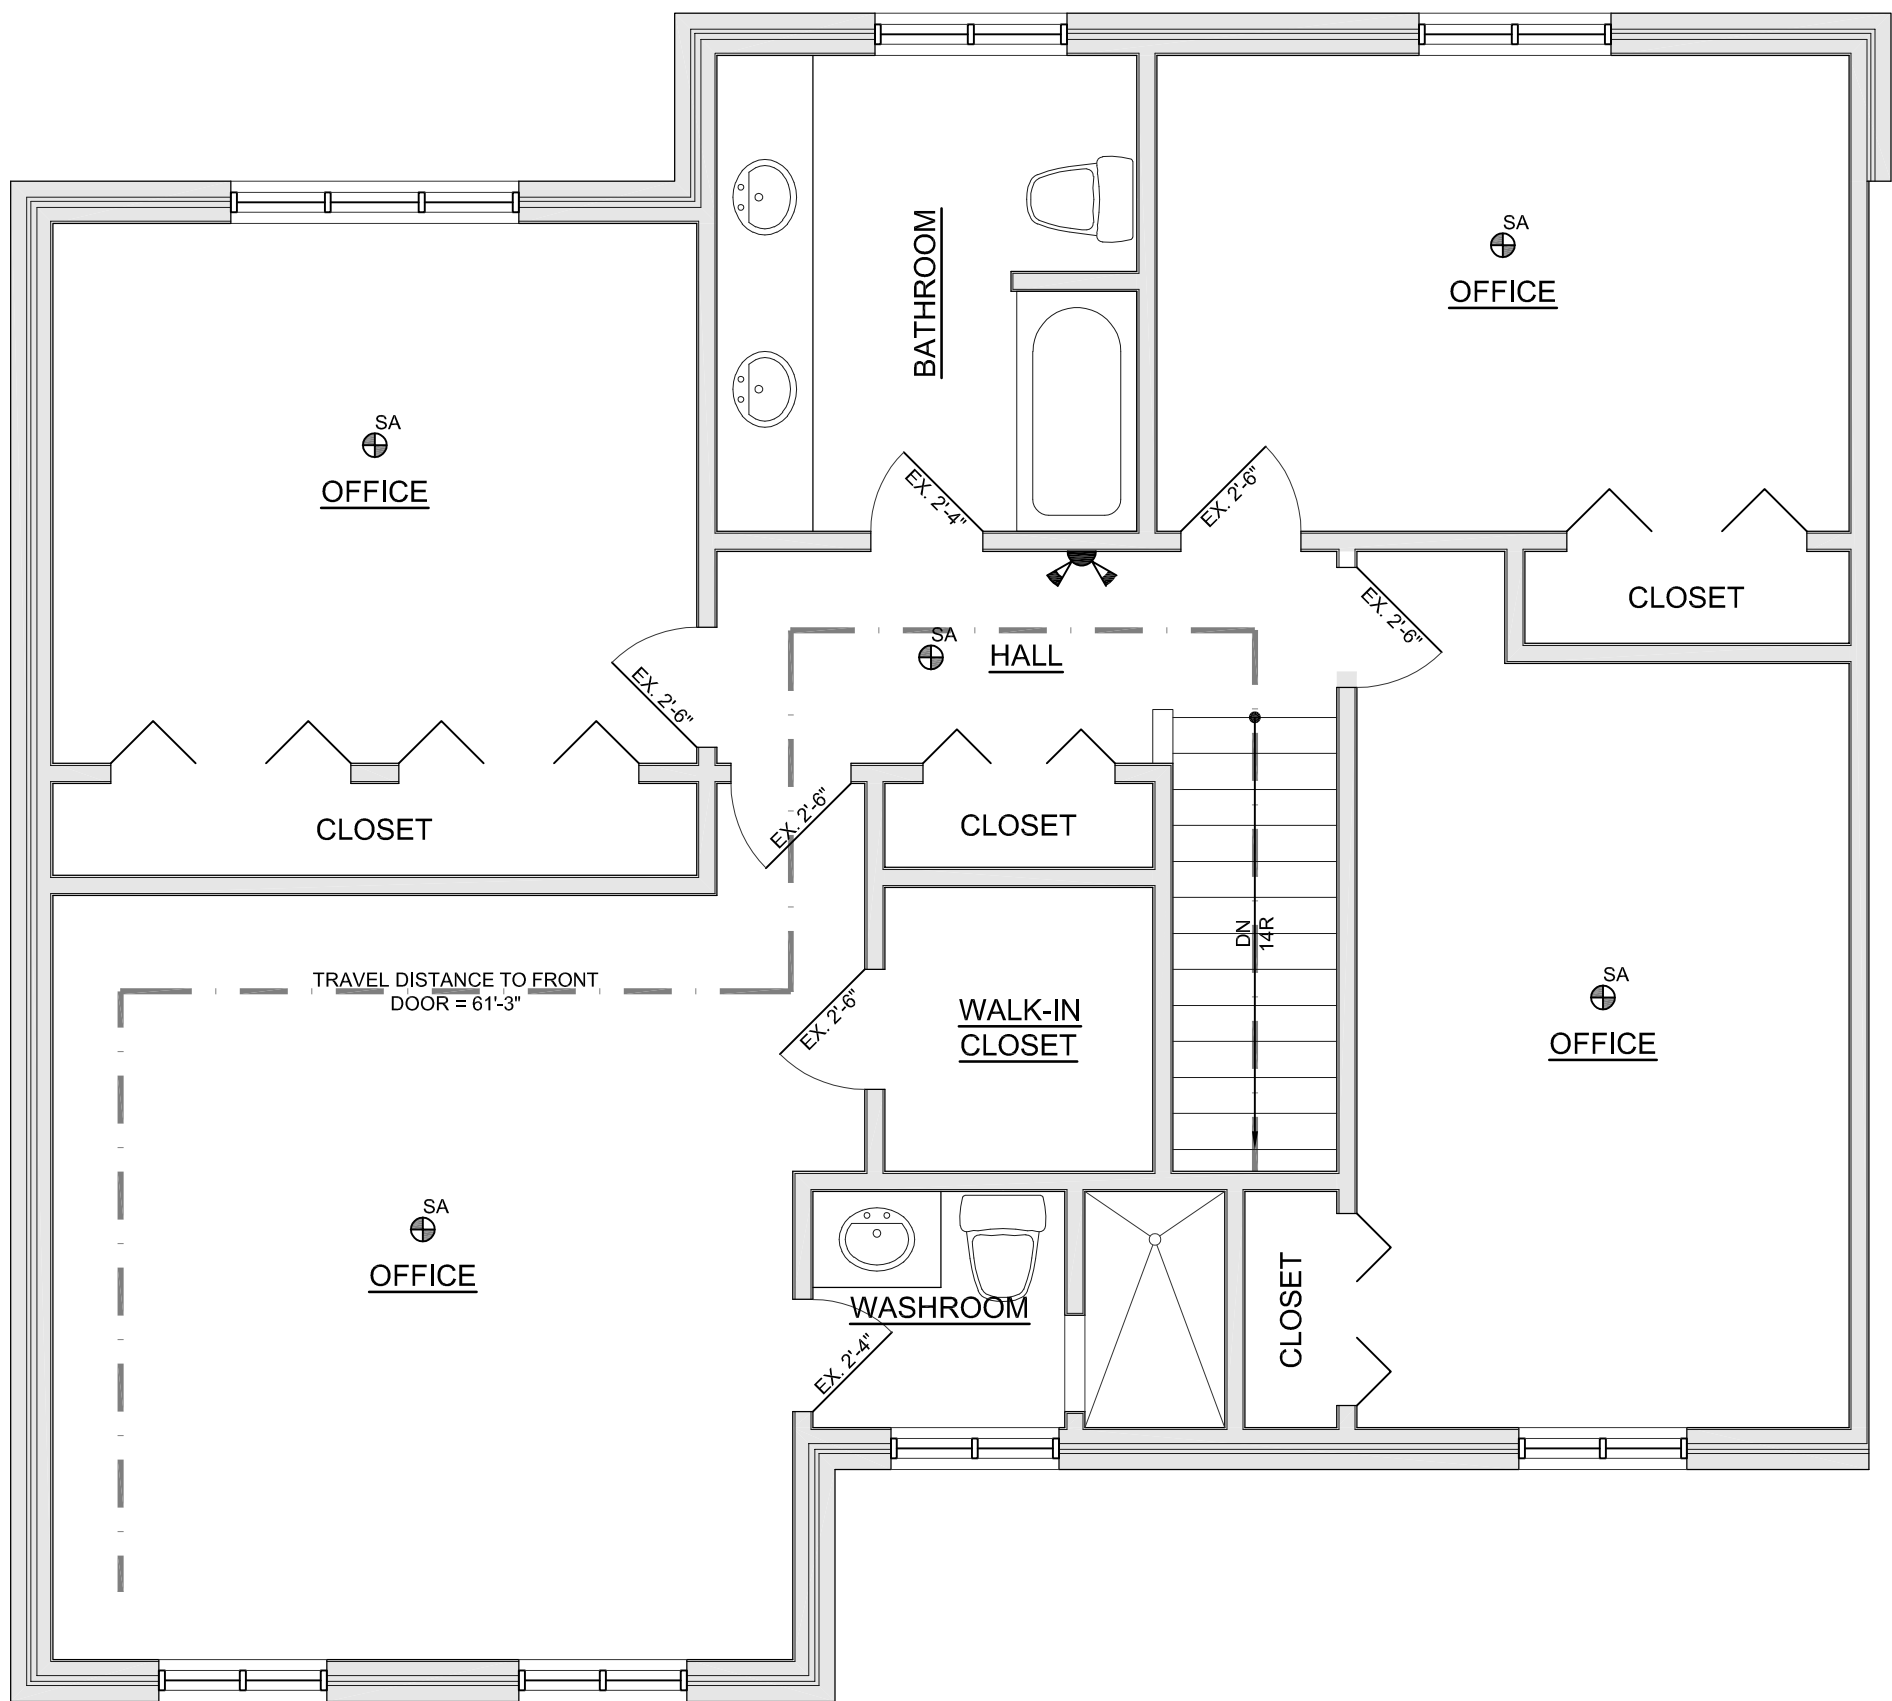 SA
OFFICE
BATHROOM
SA
OFFICE
EX. 2'-4"
EX. 2'-6"
CLOSET
EX. 2'-6"
SA
HALL
EX. 2'-6"
CLOSET
EX. 2'-6"
CLOSET
DN
14R
TRAVEL DISTANCE TO FRONT
DOOR = 61'-3"
EX. 2'-6"
WALK-IN
CLOSET
SA
OFFICE
SA
OFFICE
WASHROOM
EX. 2'-4"
CLOSET